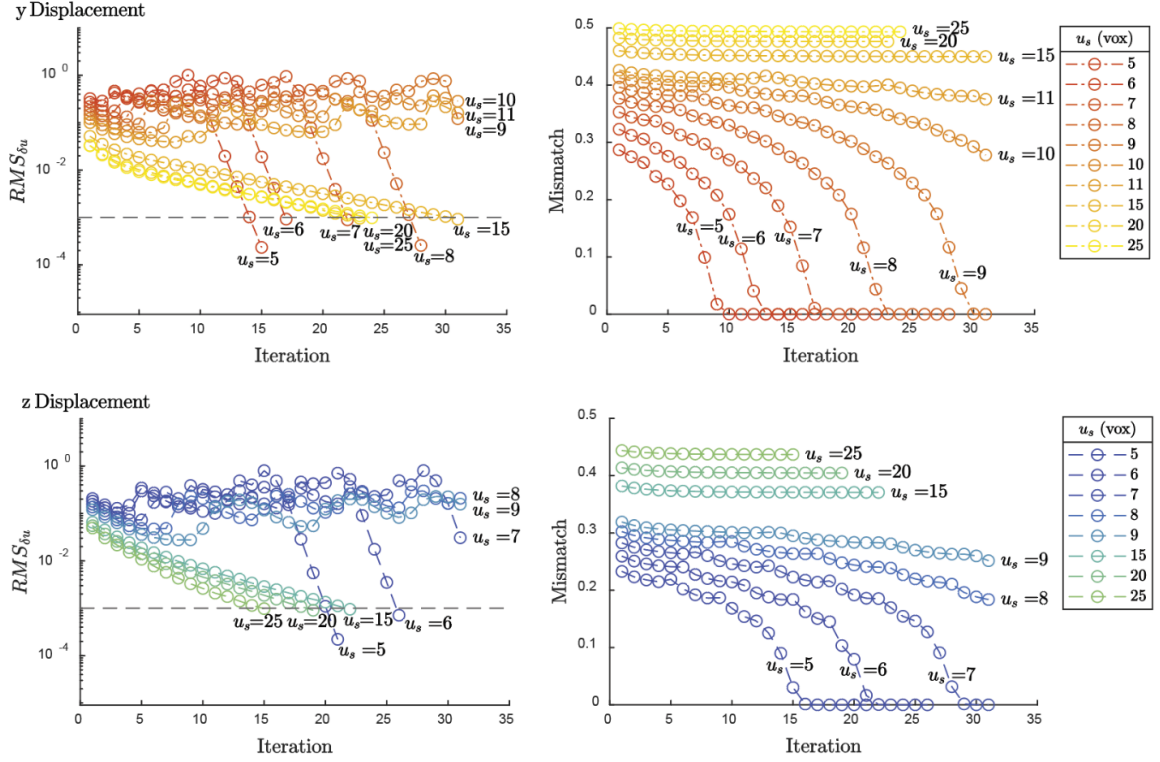 y Displacement
10^0
10^-2
10^-4
RMS_δu
u_s=10
u_s=11
u_s=9
u_s=6
u_s=7
u_s=20
u_s=15
u_s=25
u_s=5
u_s=8
0 5 10 15 20 25 30 35
Iteration
0.5
0.4
0.3
0.2
0.1
0
Mismatch
u_s=25
u_s=20
u_s=15
u_s=11
u_s=10
u_s=5
u_s=6
u_s=7
u_s=8
u_s=9
0 5 10 15 20 25 30 35
Iteration
u_s (vox)
5
6
7
8
9
10
11
15
20
25
z Displacement
10^0
10^-2
10^-4
RMS_δu
u_s=8
u_s=9
u_s=7
u_s=25
u_s=20
u_s=15
u_s=6
u_s=5
0 5 10 15 20 25 30 35
Iteration
0.5
0.4
0.3
0.2
0.1
0
Mismatch
u_s=25
u_s=20
u_s=15
u_s=9
u_s=8
u_s=5
u_s=6
u_s=7
0 5 10 15 20 25 30 35
Iteration
u_s (vox)
5
6
7
8
9
15
20
25